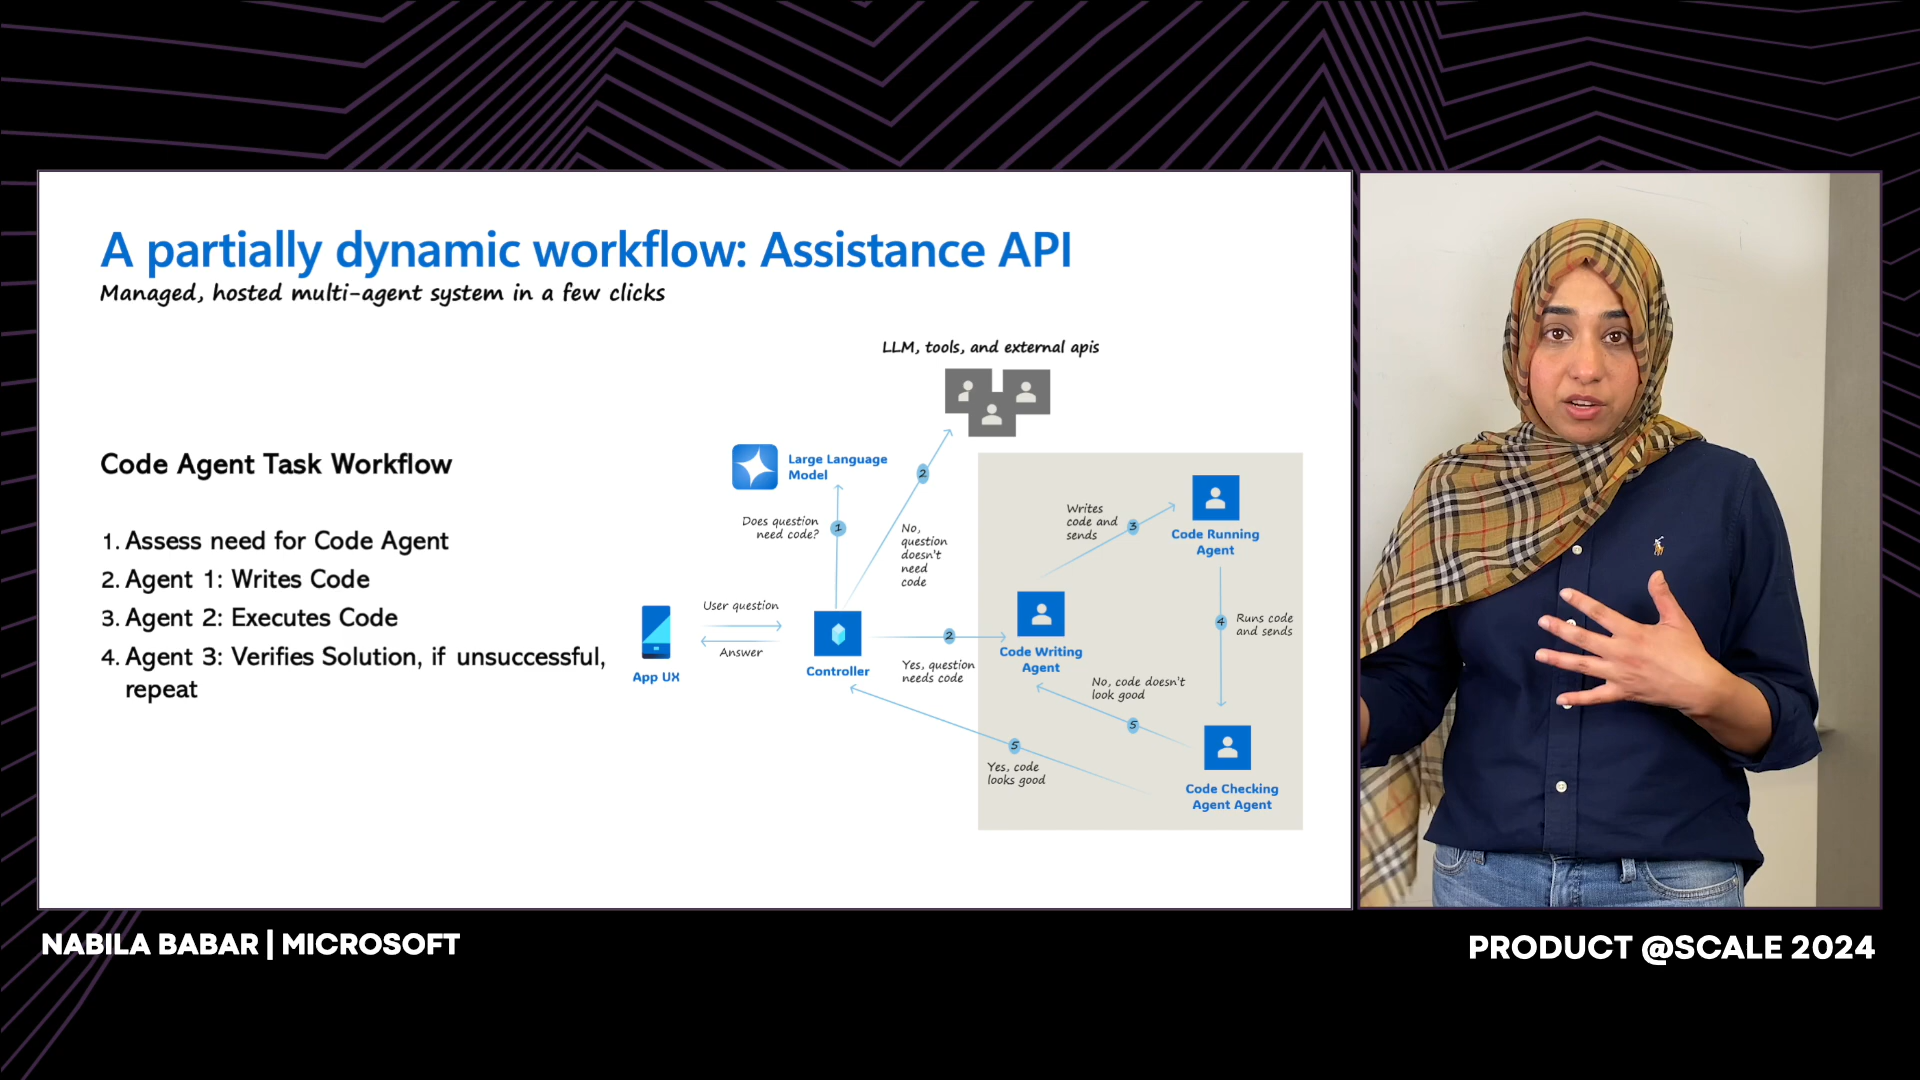 A partially dynamic workflow: Assistance API
Managed, hosted multi-agent system in a few clicks
Code Agent Task Workflow
1. Assess need for Code Agent
2. Agent 1: Writes Code
3. Agent 2: Executes Code
4. Agent 3: Verifies Solution, if unsuccessful,
repeat
LLM, tools, and external apis
Large Language
Model
2
Does question
need code?
1
No,
question
doesn't
need
code
Writes
code and
sends
3
Code Running
Agent
User question
Answer
App UX
Controller
2
Yes, question
needs code
Code Writing
Agent
4
Runs code
and sends
No, code doesn't
look good
5
5
Yes, code
looks good
Code Checking
Agent Agent
NABILA BABAR | MICROSOFT
PRODUCT @SCALE 2024